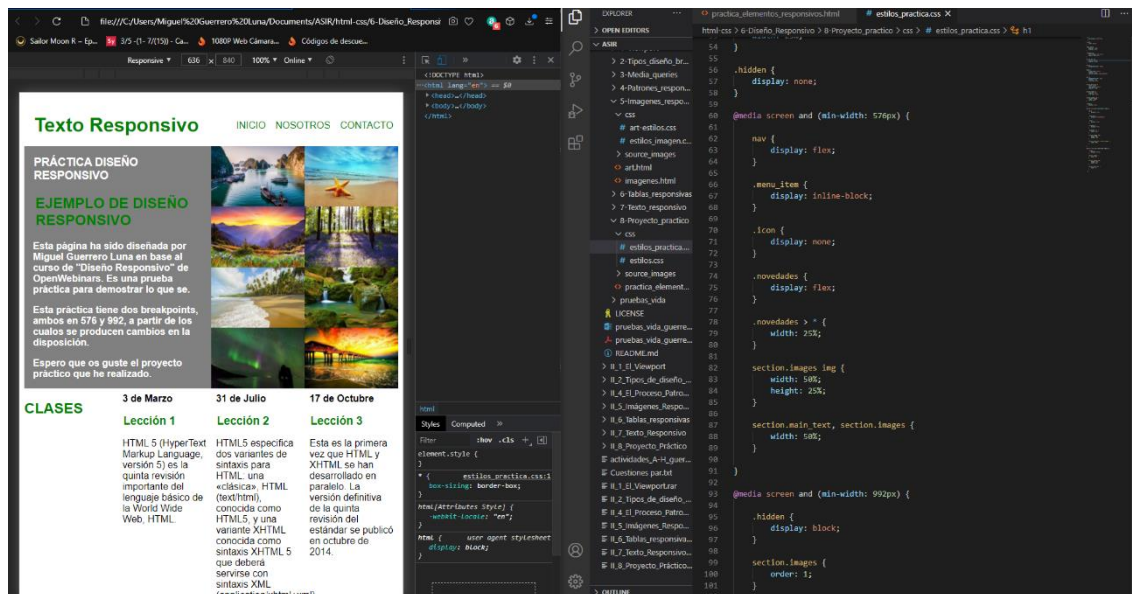 file:///C:/Users/Miguel%20Guerrero%20Luna/Documents/ASIR/html-css/6-Diseño_Responsi
Sailor Moon R – Ep...
3/5 -(1- 7/(15)) - Ca...
1080P Web Cámara...
Códigos de descue...
Responsive ▼ 636 x 840 100% ▼ Online ▼
Texto Responsivo
INICIO NOSOTROS CONTACTO
PRÁCTICA DISEÑO
RESPONSIVO
EJEMPLO DE DISEÑO
RESPONSIVO
Esta página ha sido diseñada por
Miguel Guerrero Luna en base al
curso de "Diseño Responsivo" de
OpenWebinars. Es una prueba
práctica para demostrar lo que se.
Esta práctica tiene dos breakpoints,
ambos en 576 y 992, a partir de los
cualos se producen cambios en la
disposición.
Espero que os guste el proyecto
práctico que he realizado.
CLASES
3 de Marzo
Lección 1
HTML 5 (HyperText
Markup Language,
versión 5) es la
quinta revisión
importante del
lenguaje básico de
la World Wide
Web, HTML.
31 de Julio
Lección 2
HTML5 especifica
dos variantes de
sintaxis para
HTML: una
«clásica», HTML
(text/html),
conocida como
HTML5, y una
variante XHTML
conocida como
sintaxis XHTML 5
que deberá
servirse con
sintaxis XML
17 de Octubre
Lección 3
Esta es la primera
vez que HTML y
XHTML se han
desarrollado en
paralelo. La
versión definitiva
de la quinta
revisión del
estándar se publicó
en octubre de
2014.
<!DOCTYPE html>
<html lang="en"> == $0
<head>…</head>
<body>…</body>
</html>
html
Styles Computed »
Filter :hov .cls +
element.style {
}
* { estilos_practica.css:1
box-sizing: border-box;
}
html[Attributes Style] {
-webkit-locale: "en";
}
html { user agent stylesheet
display: block;
}
EXPLORER ···
> OPEN EDITORS
ASIR
> 2-Tipos_diseño_br...
> 3-Media_queries
> 4-Patrones_respon...
5-Imagenes_respo...
css
# art-estilos.css
# estilos_imagen.c...
> source_images
art.html
imagenes.html
> 6-Tablas_responsivas
> 7-Texto_responsivo
8-Proyecto_practico
css
# estilos_practica....
# estilos.css
> source_images
practica_element...
> pruebas_vida
LICENSE
pruebas_vida_guerre...
pruebas_vida_guerre...
README.md
> II_1_El_Viewport
> II_2_Tipos_de_diseño_...
> II_4_El_Proceso_Patro...
> II_5_Imágenes_Respo...
> II_6_Tablas_responsivas
> II_7_Texto_Responsivo
> II_8_Proyecto_Práctico
actividades_A-H_guer...
Cuestiones par.txt
II_1_El_Viewport.rar
II_2_Tipos_de_diseño_...
II_4_El_Proceso_Patro...
II_5_Imágenes_Respo...
II_6_Tablas_responsiva...
II_7_Texto_Responsivo...
II_8_Proyecto_Práctico...
> OUTLINE
practica_elementos_responsivos.html
# estilos_practica.css ×
html-css > 6-Diseño_Responsivo > 8-Proyecto_practico > css > # estilos_practica.css > h1
54 }
55
56 .hidden {
57 display: none;
58 }
59
60 @media screen and (min-width: 576px) {
61
62 nav {
63 display: flex;
64 }
65
66 .menu_item {
67 display: inline-block;
68 }
69
70 .icon {
71 display: none;
72 }
73
74 .novedades {
75 display: flex;
76 }
77
78 .novedades > * {
79 width: 25%;
80 }
81
82 section.images img {
83 width: 50%;
84 height: 25%;
85 }
86
87 section.main_text, section.images {
88 width: 50%;
89 }
90
91 }
92
93 @media screen and (min-width: 992px) {
94
95 .hidden {
96 display: block;
97 }
98
99 section.images {
100 order: 1;
101 }